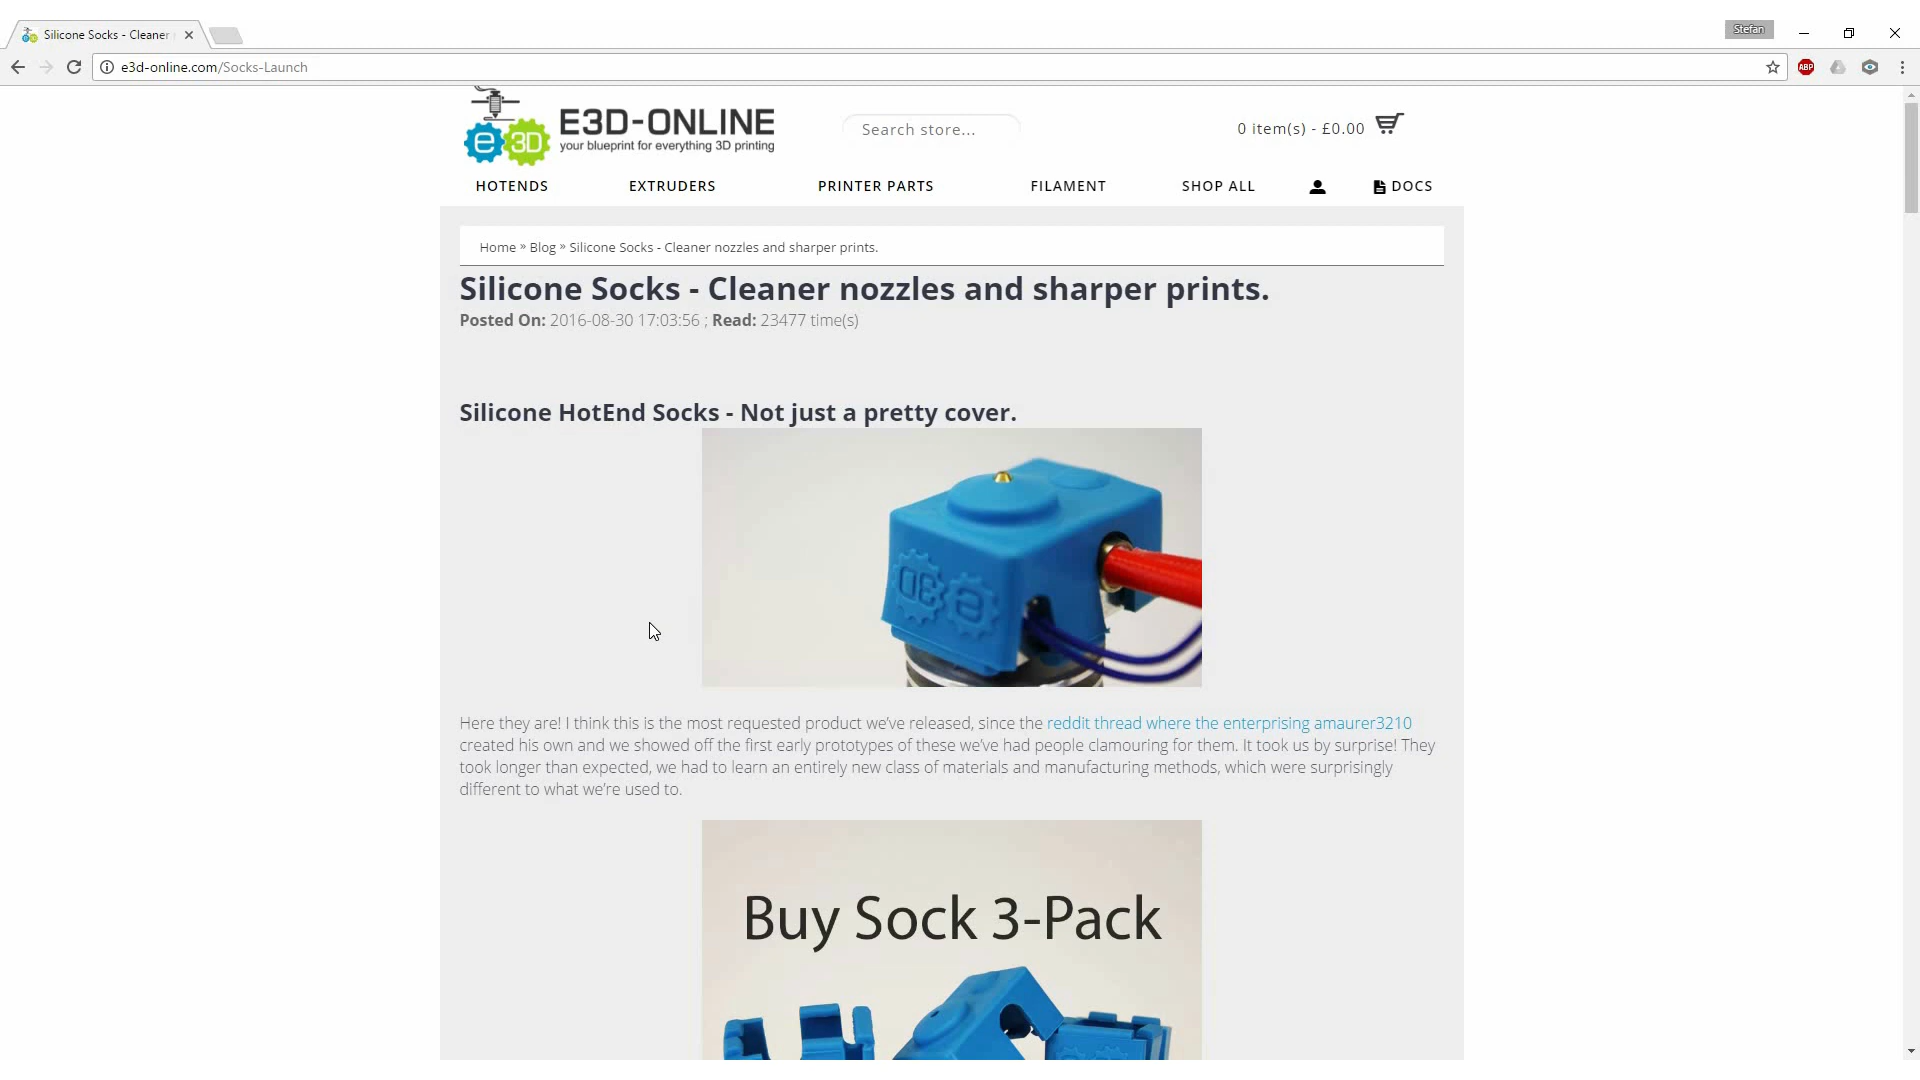 Silicone Socks - Cleaner
Stefan
e3d-online.com/Socks-Launch
ABP
e3D
E3D-ONLINE
your blueprint for everything 3D printing
Search store...
0 item(s) - £0.00
HOTENDS EXTRUDERS PRINTER PARTS FILAMENT SHOP ALL DOCS
Home » Blog » Silicone Socks - Cleaner nozzles and sharper prints.
Silicone Socks - Cleaner nozzles and sharper prints.
Posted On: 2016-08-30 17:03:56 ; Read: 23477 time(s)
Silicone HotEnd Socks - Not just a pretty cover.
e3D
Here they are! I think this is the most requested product we’ve released, since the reddit thread where the enterprising amaurer3210
created his own and we showed off the first early prototypes of these we’ve had people clamouring for them. It took us by surprise! They
took longer than expected, we had to learn an entirely new class of materials and manufacturing methods, which were surprisingly
different to what we’re used to.
Buy Sock 3-Pack